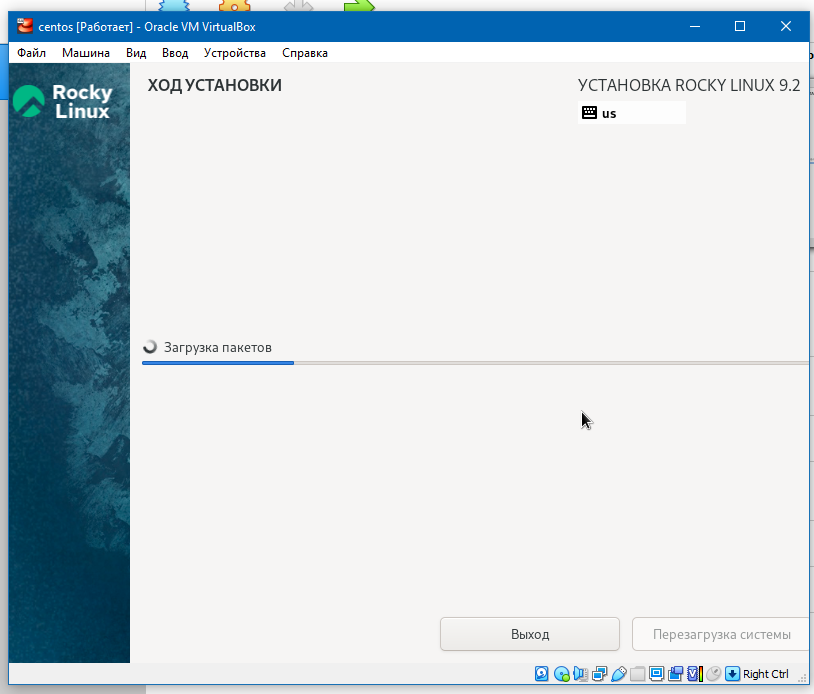 centos [Работает] - Oracle VM VirtualBox
Файл Машина Вид Ввод Устройства Справка
Rocky
Linux
ХОД УСТАНОВКИ
УСТАНОВКА ROCKY LINUX 9.2
us
Загрузка пакетов
Выход
Перезагрузка системы
Right Ctrl